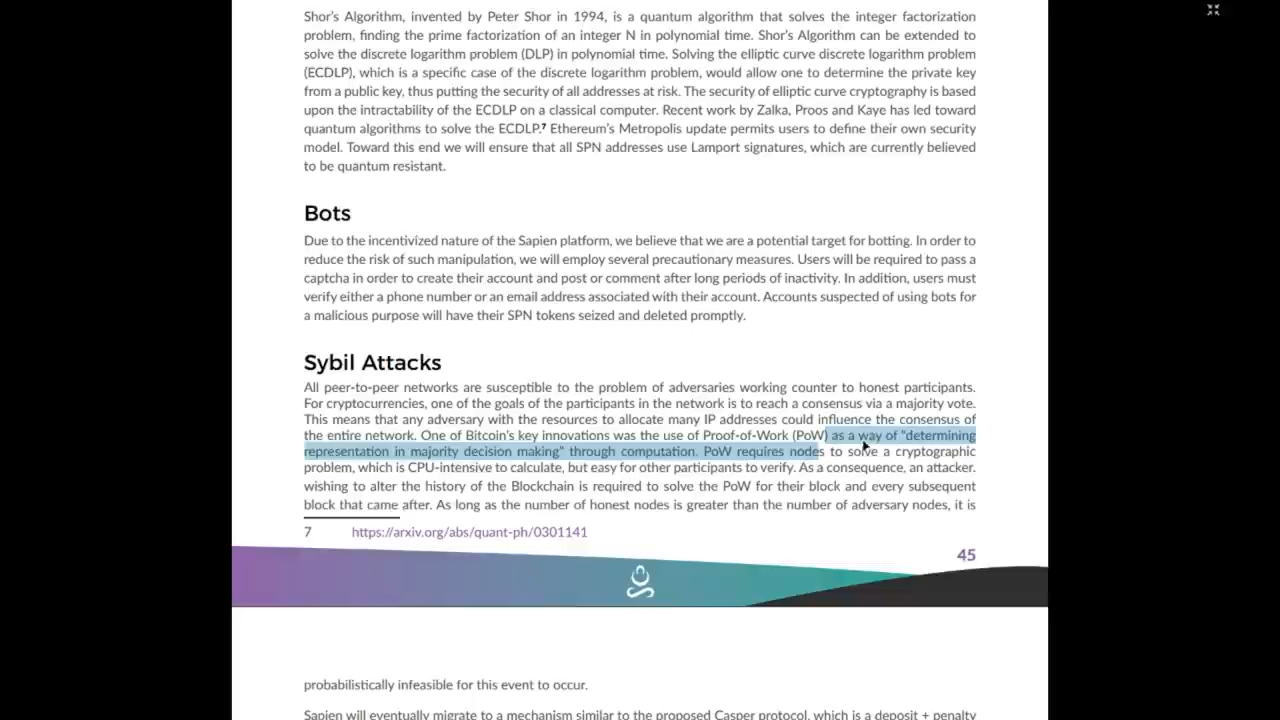 Shor's Algorithm, invented by Peter Shor in 1994, is a quantum algorithm that solves the integer factorization
problem, finding the prime factorization of an integer N in polynomial time. Shor's Algorithm can be extended to
solve the discrete logarithm problem (DLP) in polynomial time. Solving the elliptic curve discrete logarithm problem
(ECDLP), which is a specific case of the discrete logarithm problem, would allow one to determine the private key
from a public key, thus putting the security of all addresses at risk. The security of elliptic curve cryptography is based
upon the intractability of the ECDLP on a classical computer. Recent work by Zalka, Proos and Kaye has led toward
quantum algorithms to solve the ECDLP.7 Ethereum's Metropolis update permits users to define their own security
model. Toward this end we will ensure that all SPN addresses use Lamport signatures, which are currently believed
to be quantum resistant.
Bots
Due to the incentivized nature of the Sapien platform, we believe that we are a potential target for botting. In order to
reduce the risk of such manipulation, we will employ several precautionary measures. Users will be required to pass a
captcha in order to create their account and post or comment after long periods of inactivity. In addition, users must
verify either a phone number or an email address associated with their account. Accounts suspected of using bots for
a malicious purpose will have their SPN tokens seized and deleted promptly.
Sybil Attacks
All peer-to-peer networks are susceptible to the problem of adversaries working counter to honest participants.
For cryptocurrencies, one of the goals of the participants in the network is to reach a consensus via a majority vote.
This means that any adversary with the resources to allocate many IP addresses could influence the consensus of
the entire network. One of Bitcoin's key innovations was the use of Proof-of-Work (PoW) as a way of "determining
representation in majority decision making" through computation. PoW requires nodes to solve a cryptographic
problem, which is CPU-intensive to calculate, but easy for other participants to verify. As a consequence, an attacker.
wishing to alter the history of the Blockchain is required to solve the PoW for their block and every subsequent
block that came after. As long as the number of honest nodes is greater than the number of adversary nodes, it is
7 https://arxiv.org/abs/quant-ph/0301141
45
probabilistically infeasible for this event to occur.
Sapien will eventually migrate to a mechanism similar to the proposed Casper protocol, which is a deposit + penalty